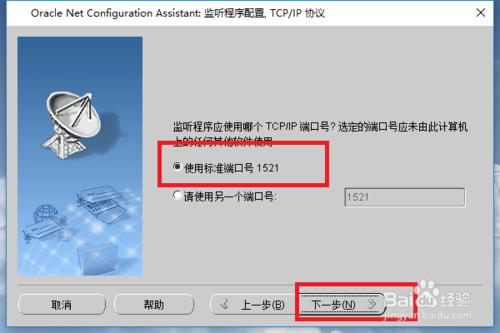 Oracle Net Configuration Assistant: 监听程序配置, TCP/IP 协议
监听程序应使用哪个 TCP/IP 端口号? 选定的端口号应未由此计算机
上的任何其他软件使用
使用标准端口号 1521
请使用另一个端口号:
1521
取消
帮助
上一步(B)
下一步(N)
Baidu 经验
jingyan.baidu.com